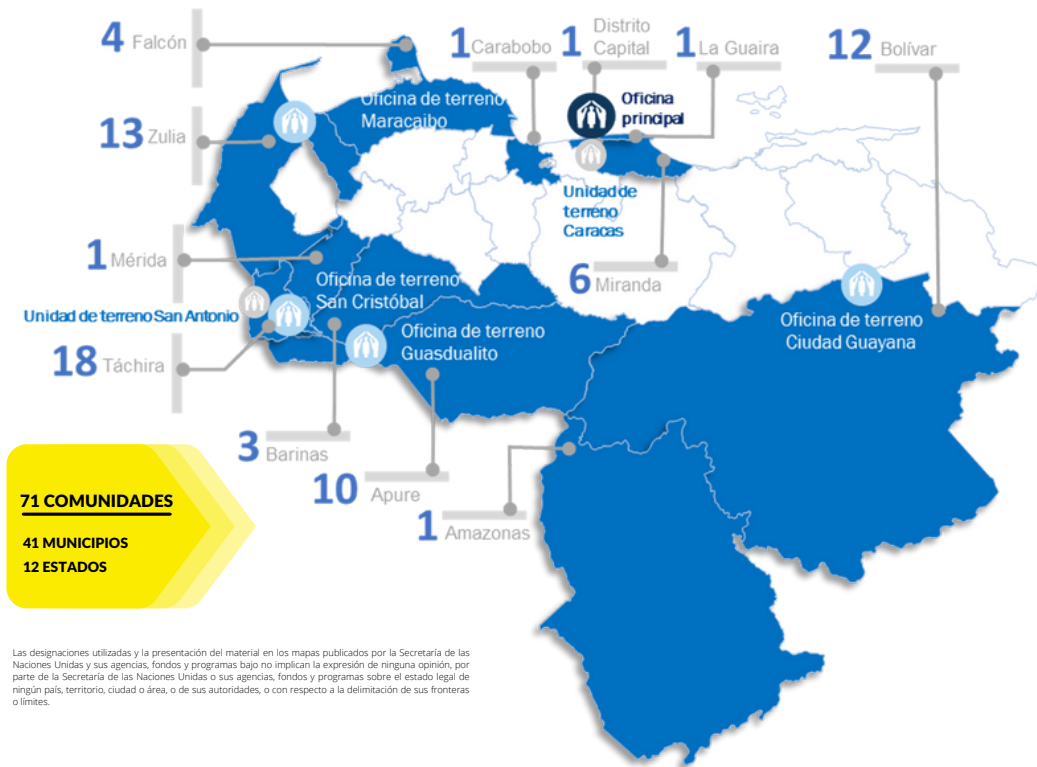 4 Falcón
1 Carabobo
1 Distrito
Capital
1 La Guaira
12 Bolívar
Oficina de terreno
Maracaibo
Oficina
principal
13 Zulia
Unidad de
terreno
Caracas
1 Mérida
6 Miranda
Oficina de terreno
San Cristóbal
Unidad de terreno San Antonio
Oficina de terreno
Guasdualito
Oficina de terreno
Ciudad Guayana
18 Táchira
3 Barinas
10 Apure
1 Amazonas
71 COMUNIDADES
41 MUNICIPIOS
12 ESTADOS
Las designaciones utilizadas y la presentación del material en los mapas publicados por la Secretaría de las
Naciones Unidas y sus agencias, fondos y programas bajo no implican la expresión de ninguna opinión, por
parte de la Secretaría de las Naciones Unidas o sus agencias, fondos y programas sobre el estado legal de
ningún país, territorio, ciudad o área, o de sus autoridades, o con respecto a la delimitación de sus fronteras
o límites.